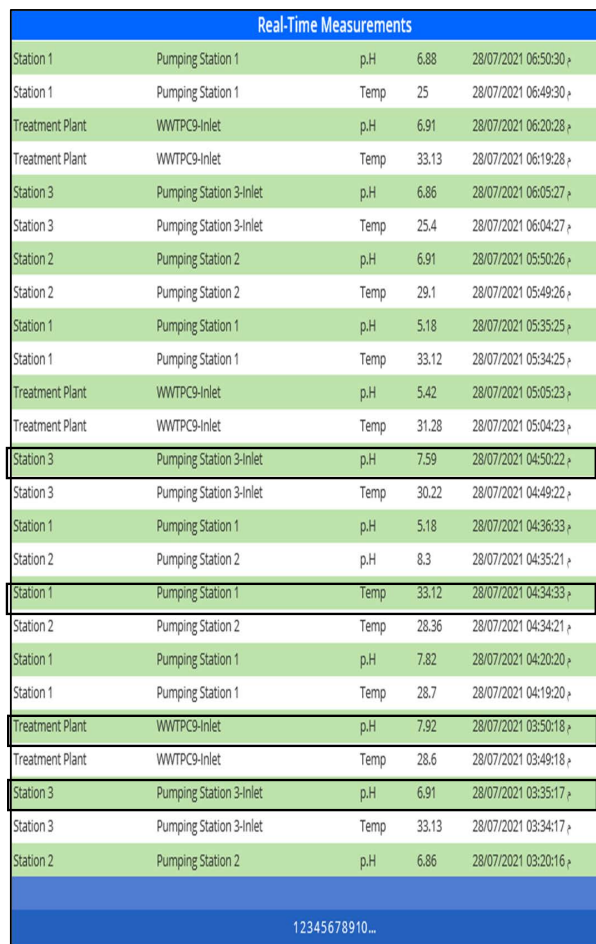 Real-Time Measurements
Station 1 Pumping Station 1 p.H 6.88 28/07/2021 06:50:30 م
Station 1 Pumping Station 1 Temp 25 28/07/2021 06:49:30 م
Treatment Plant WWTPC9-Inlet p.H 6.91 28/07/2021 06:20:28 م
Treatment Plant WWTPC9-Inlet Temp 33.13 28/07/2021 06:19:28 م
Station 3 Pumping Station 3-Inlet p.H 6.86 28/07/2021 06:05:27 م
Station 3 Pumping Station 3-Inlet Temp 25.4 28/07/2021 06:04:27 م
Station 2 Pumping Station 2 p.H 6.91 28/07/2021 05:50:26 م
Station 2 Pumping Station 2 Temp 29.1 28/07/2021 05:49:26 م
Station 1 Pumping Station 1 p.H 5.18 28/07/2021 05:35:25 م
Station 1 Pumping Station 1 Temp 33.12 28/07/2021 05:34:25 م
Treatment Plant WWTPC9-Inlet p.H 5.42 28/07/2021 05:05:23 م
Treatment Plant WWTPC9-Inlet Temp 31.28 28/07/2021 05:04:23 م
Station 3 Pumping Station 3-Inlet p.H 7.59 28/07/2021 04:50:22 م
Station 3 Pumping Station 3-Inlet Temp 30.22 28/07/2021 04:49:22 م
Station 1 Pumping Station 1 p.H 5.18 28/07/2021 04:36:33 م
Station 2 Pumping Station 2 p.H 8.3 28/07/2021 04:35:21 م
Station 1 Pumping Station 1 Temp 33.12 28/07/2021 04:34:33 م
Station 2 Pumping Station 2 Temp 28.36 28/07/2021 04:34:21 م
Station 1 Pumping Station 1 p.H 7.82 28/07/2021 04:20:20 م
Station 1 Pumping Station 1 Temp 28.7 28/07/2021 04:19:20 م
Treatment Plant WWTPC9-Inlet p.H 7.92 28/07/2021 03:50:18 م
Treatment Plant WWTPC9-Inlet Temp 28.6 28/07/2021 03:49:18 م
Station 3 Pumping Station 3-Inlet p.H 6.91 28/07/2021 03:35:17 م
Station 3 Pumping Station 3-Inlet Temp 33.13 28/07/2021 03:34:17 م
Station 2 Pumping Station 2 p.H 6.86 28/07/2021 03:20:16 م
12345678910...